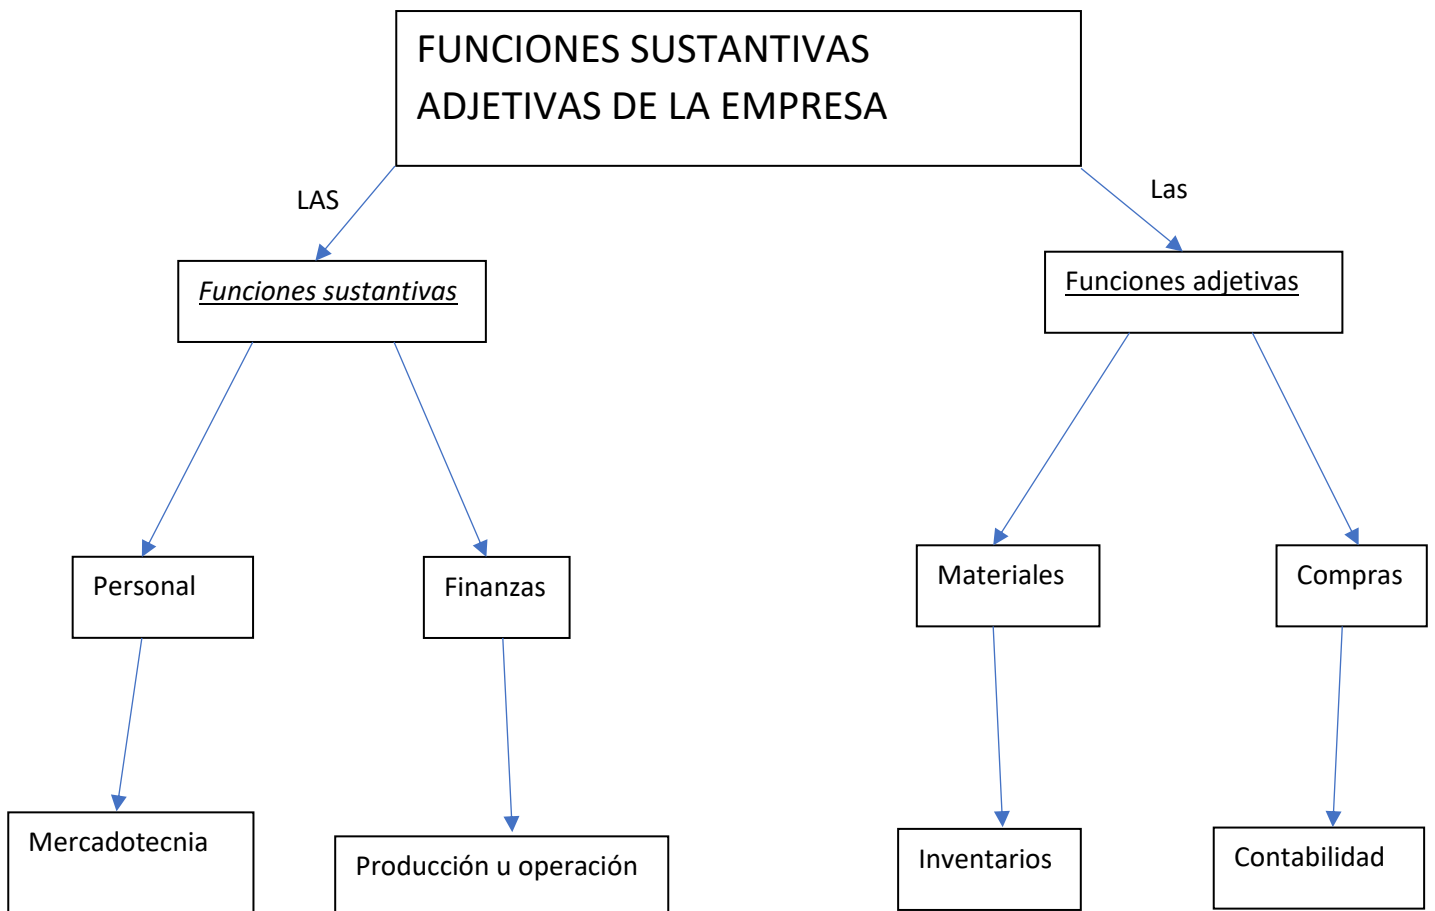 FUNCIONES SUSTANTIVAS
ADJETIVAS DE LA EMPRESA
LAS
Las
Funciones sustantivas
Funciones adjetivas
Personal
Finanzas
Materiales
Compras
Mercadotecnia
Producción u operación
Inventarios
Contabilidad